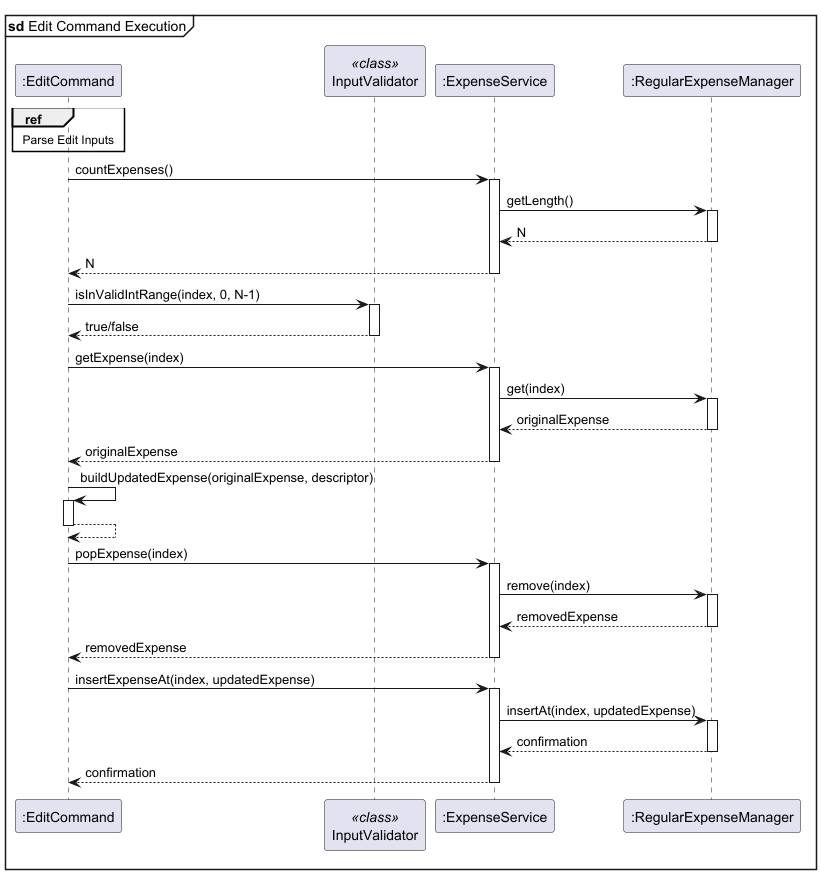 sd Edit Command Execution
:EditCommand
«class»
InputValidator
:ExpenseService
:RegularExpenseManager
ref
Parse Edit Inputs
countExpenses()
getLength()
N
N
isInValidIntRange(index, 0, N-1)
true/false
getExpense(index)
get(index)
originalExpense
originalExpense
buildUpdatedExpense(originalExpense, descriptor)
popExpense(index)
remove(index)
removedExpense
removedExpense
insertExpenseAt(index, updatedExpense)
insertAt(index, updatedExpense)
confirmation
confirmation
:EditCommand
«class»
InputValidator
:ExpenseService
:RegularExpenseManager